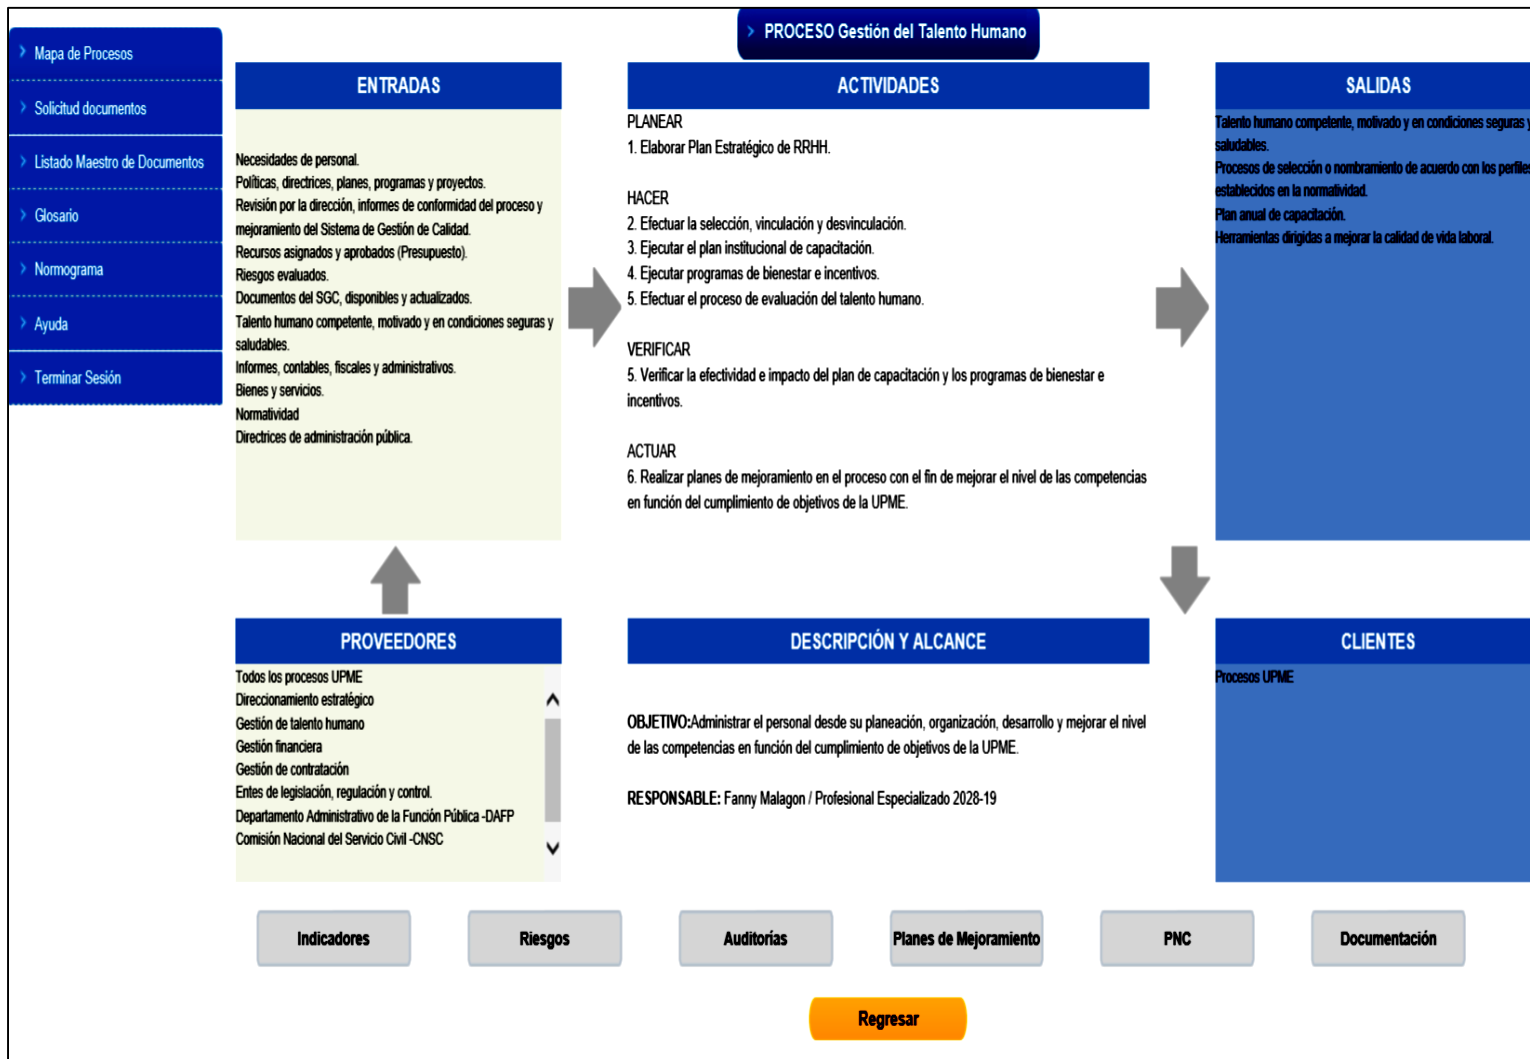 PROCESO Gestión del Talento Humano
Mapa de Procesos
Solicitud documentos
Listado Maestro de Documentos
Glosario
Normograma
Ayuda
Terminar Sesión
ENTRADAS
Necesidades de personal.
Políticas, directrices, planes, programas y proyectos.
Revisión por la dirección, informes de conformidad del proceso y
mejoramiento del Sistema de Gestión de Calidad.
Recursos asignados y aprobados (Presupuesto).
Riesgos evaluados.
Documentos del SGC, disponibles y actualizados.
Talento humano competente, motivado y en condiciones seguras y
saludables.
Informes, contables, fiscales y administrativos.
Bienes y servicios.
Normatividad
Directrices de administración pública.
ACTIVIDADES
PLANEAR
1. Elaborar Plan Estratégico de RRHH.
HACER
2. Efectuar la selección, vinculación y desvinculación.
3. Ejecutar el plan institucional de capacitación.
4. Ejecutar programas de bienestar e incentivos.
5. Efectuar el proceso de evaluación del talento humano.
VERIFICAR
5. Verificar la efectividad e impacto del plan de capacitación y los programas de bienestar e
incentivos.
ACTUAR
6. Realizar planes de mejoramiento en el proceso con el fin de mejorar el nivel de las competencias
en función del cumplimiento de objetivos de la UPME.
SALIDAS
Talento humano competente, motivado y en condiciones seguras y
saludables.
Procesos de selección o nombramiento de acuerdo con los perfiles
establecidos en la normatividad.
Plan anual de capacitación.
Herramientas dirigidas a mejorar la calidad de vida laboral.
PROVEEDORES
Todos los procesos UPME
Direccionamiento estratégico
Gestión de talento humano
Gestión financiera
Gestión de contratación
Entes de legislación, regulación y control.
Departamento Administrativo de la Función Pública -DAFP
Comisión Nacional del Servicio Civil -CNSC
DESCRIPCIÓN Y ALCANCE
OBJETIVO:Administrar el personal desde su planeación, organización, desarrollo y mejorar el nivel
de las competencias en función del cumplimiento de objetivos de la UPME.
RESPONSABLE: Fanny Malagon / Profesional Especializado 2028-19
CLIENTES
Procesos UPME
Indicadores
Riesgos
Auditorías
Planes de Mejoramiento
PNC
Documentación
Regresar